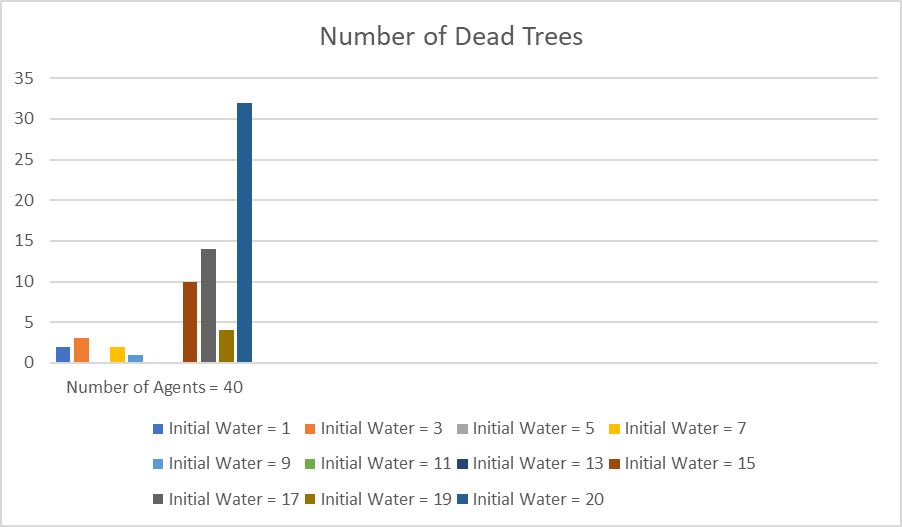 Number of Dead Trees
35
30
25
20
15
10
5
0
Number of Agents = 40
Initial Water = 1 Initial Water = 3 Initial Water = 5 Initial Water = 7
Initial Water = 9 Initial Water = 11 Initial Water = 13 Initial Water = 15
Initial Water = 17 Initial Water = 19 Initial Water = 20